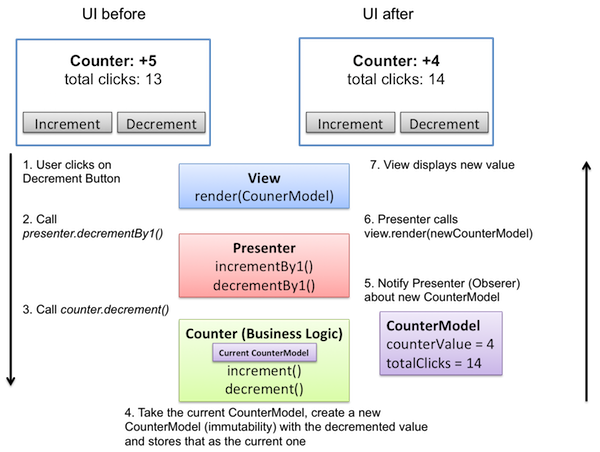 UI before
UI after
Counter: +5
total clicks: 13
Increment
Decrement
Counter: +4
total clicks: 14
Increment
Decrement
1. User clicks on
Decrement Button
2. Call
presenter.decrementBy1()
3. Call counter.decrement()
View
render(CounerModel)
Presenter
incrementBy1()
decrementBy1()
Counter (Business Logic)
Current CounterModel
increment()
decrement()
4. Take the current CounterModel, create a new
CounterModel (immutability) with the decremented value
and stores that as the current one
7. View displays new value
6. Presenter calls
view.render(newCounterModel)
5. Notify Presenter (Obserer)
about new CounterModel
CounterModel
counterValue = 4
totalClicks = 14